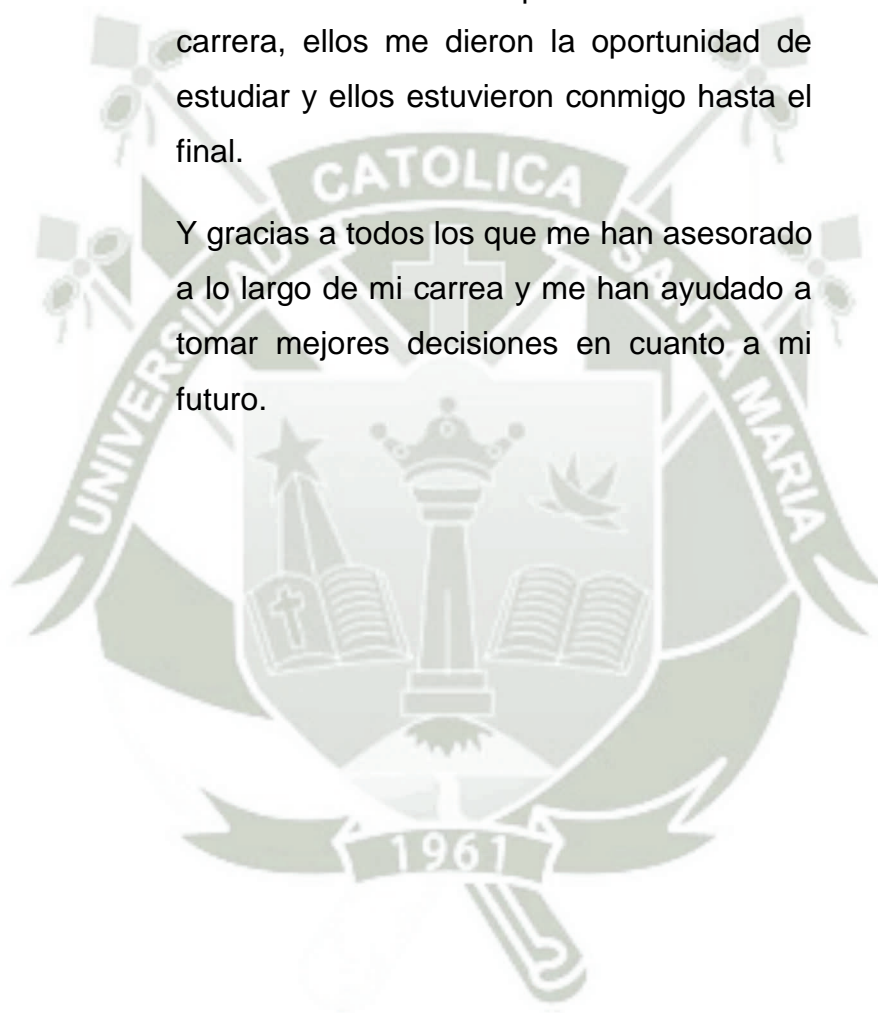 carrera, ellos me dieron la oportunidad de
estudiar y ellos estuvieron conmigo hasta el
final.
Y gracias a todos los que me han asesorado
a lo largo de mi carrea y me han ayudado a
tomar mejores decisiones en cuanto a mi
futuro.
UNIVERSIDAD CATOLICA SANTA MARIA
1961